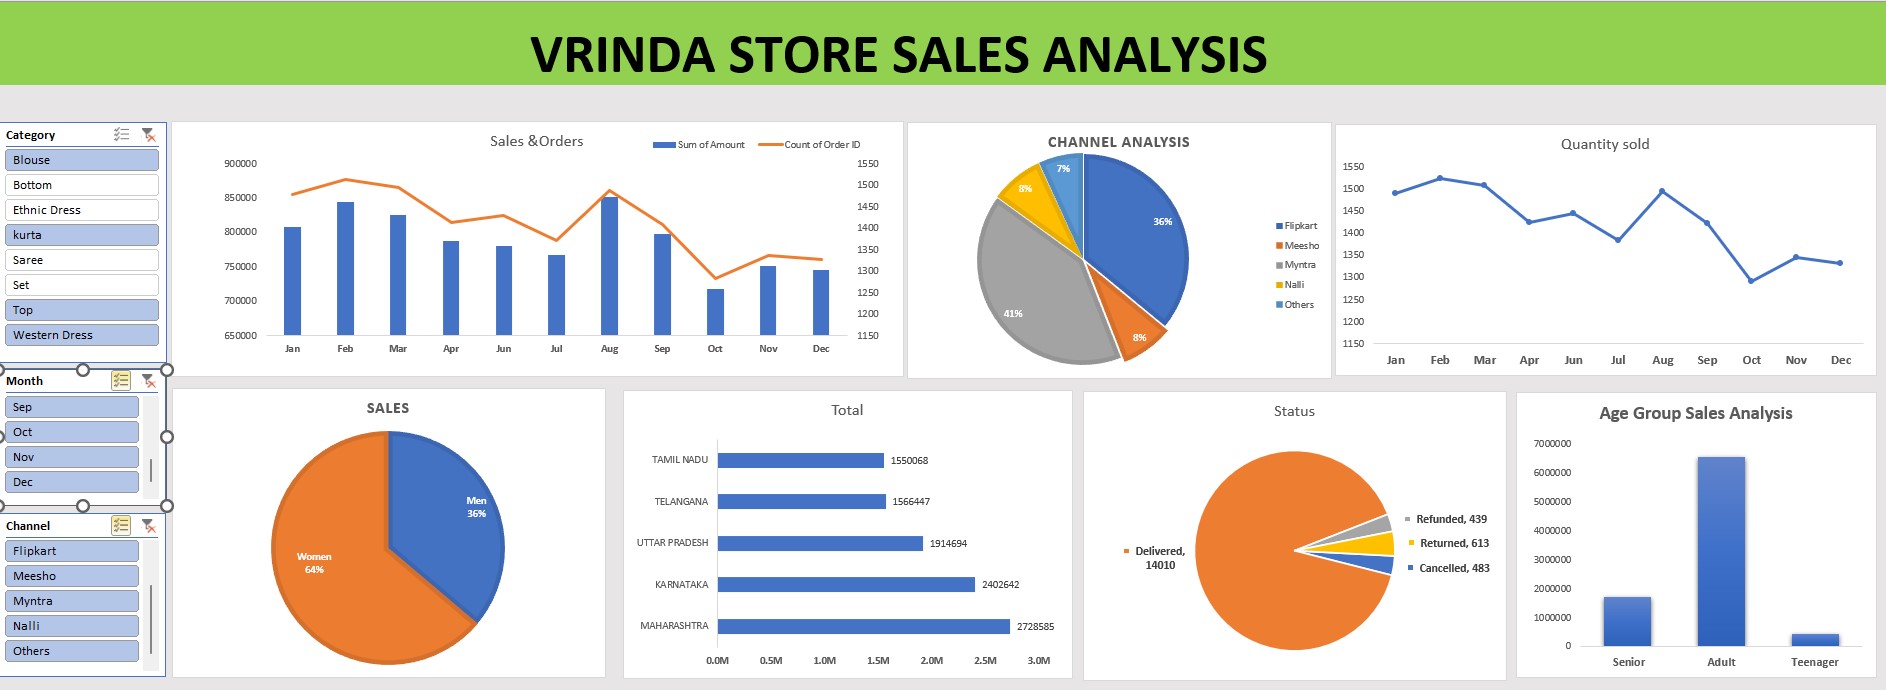 VRINDA STORE SALES ANALYSIS
Category
Blouse
Bottom
Ethnic Dress
kurta
Saree
Set
Top
Western Dress
Month
Sep
Oct
Nov
Dec
Channel
Flipkart
Meesho
Myntra
Nalli
Others
Sales &Orders
Sum of Amount
Count of Order ID
900000
850000
800000
750000
700000
650000
1550
1500
1450
1400
1350
1300
1250
1200
1150
Jan Feb Mar Apr Jun Jul Aug Sep Oct Nov Dec
CHANNEL ANALYSIS
7%
8%
36%
41%
8%
Flipkart
Meesho
Myntra
Nalli
Others
Quantity sold
1550
1500
1450
1400
1350
1300
1250
1200
1150
Jan Feb Mar Apr Jun Jul Aug Sep Oct Nov Dec
SALES
Men
36%
Women
64%
Total
TAMIL NADU 1550068
TELANGANA 1566447
UTTAR PRADESH 1914694
KARNATAKA 2402642
MAHARASHTRA 2728585
0.0M 0.5M 1.0M 1.5M 2.0M 2.5M 3.0M
Status
Refunded, 439
Returned, 613
Cancelled, 483
Delivered,
14010
Age Group Sales Analysis
7000000
6000000
5000000
4000000
3000000
2000000
1000000
0
Senior Adult Teenager